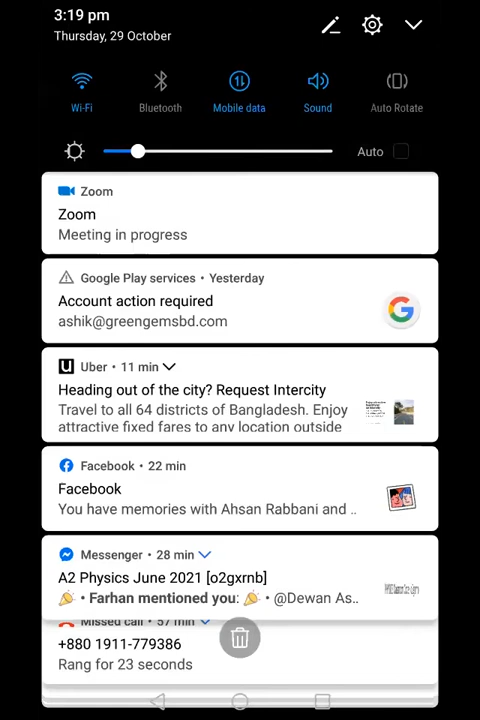 3:19 pm
Thursday, 29 October
Wi-Fi
Bluetooth
Mobile data
Sound
Auto Rotate
Auto
Zoom
Zoom
Meeting in progress
Google Play services • Yesterday
Account action required
ashik@greengemsbd.com
Uber • 11 min
Heading out of the city? Request Intercity
Travel to all 64 districts of Bangladesh. Enjoy
attractive fixed fares to any location outside
Facebook • 22 min
Facebook
You have memories with Ahsan Rabbani and ..
Messenger • 28 min
A2 Physics June 2021 [o2gxrnb]
🎉 • Farhan mentioned you: 🎉 • @Dewan As..
Missed call • 57 min
+880 1911-779386
Rang for 23 seconds